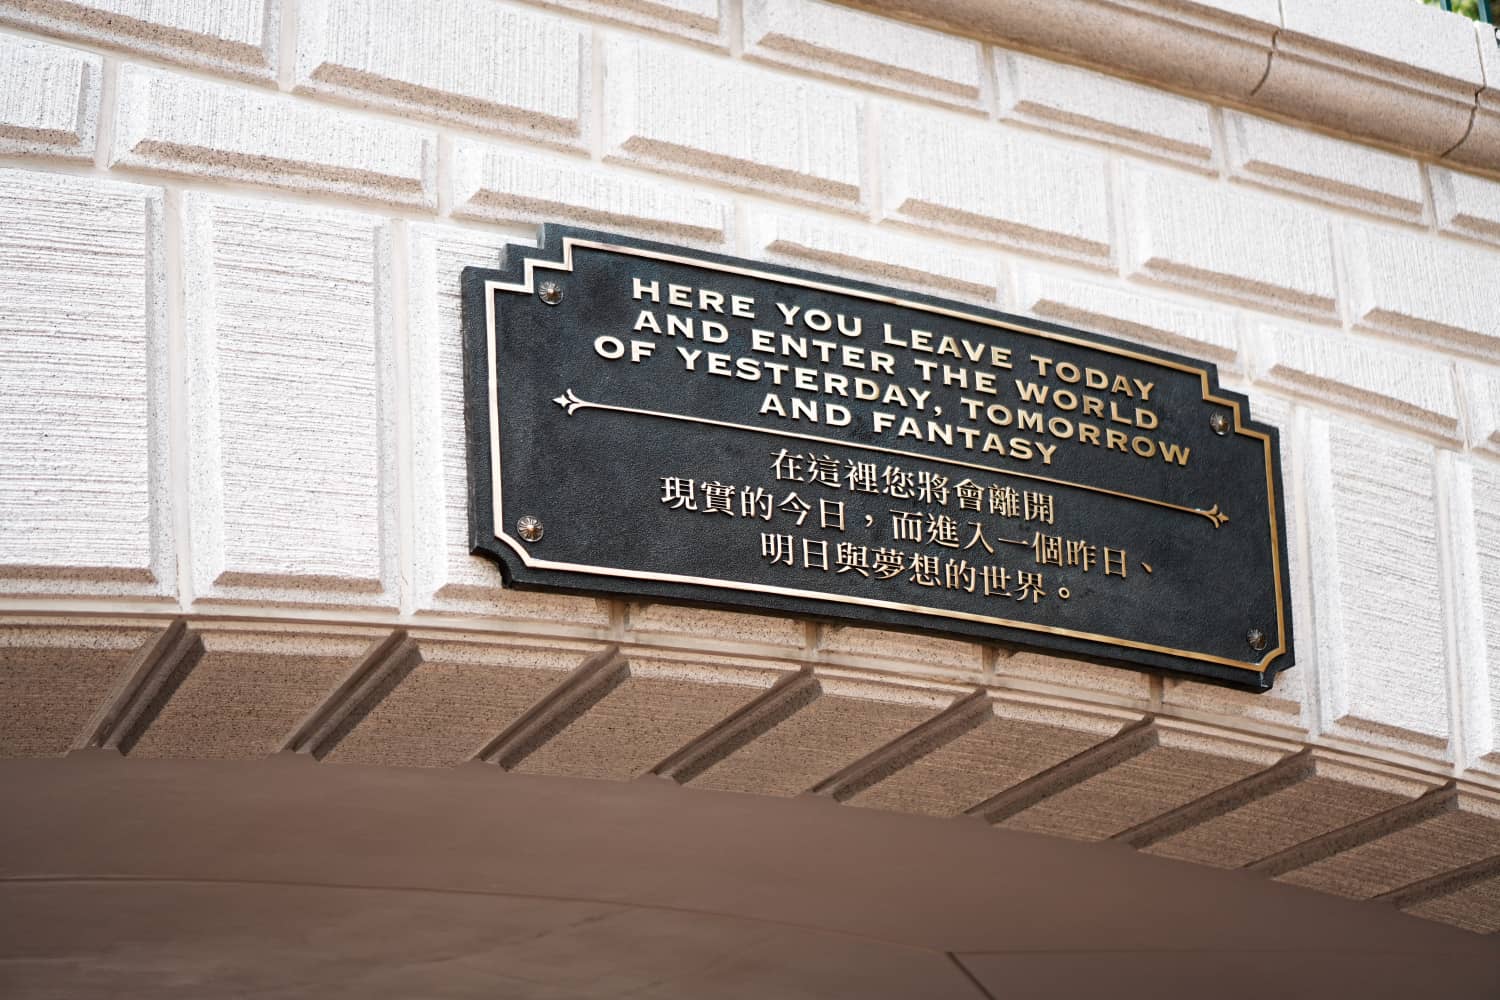 HERE YOU LEAVE TODAY
AND ENTER THE WORLD
OF YESTERDAY, TOMORROW
AND FANTASY
在這裡您將會離開
現實的今日，而進入一個昨日、
明日與夢想的世界。